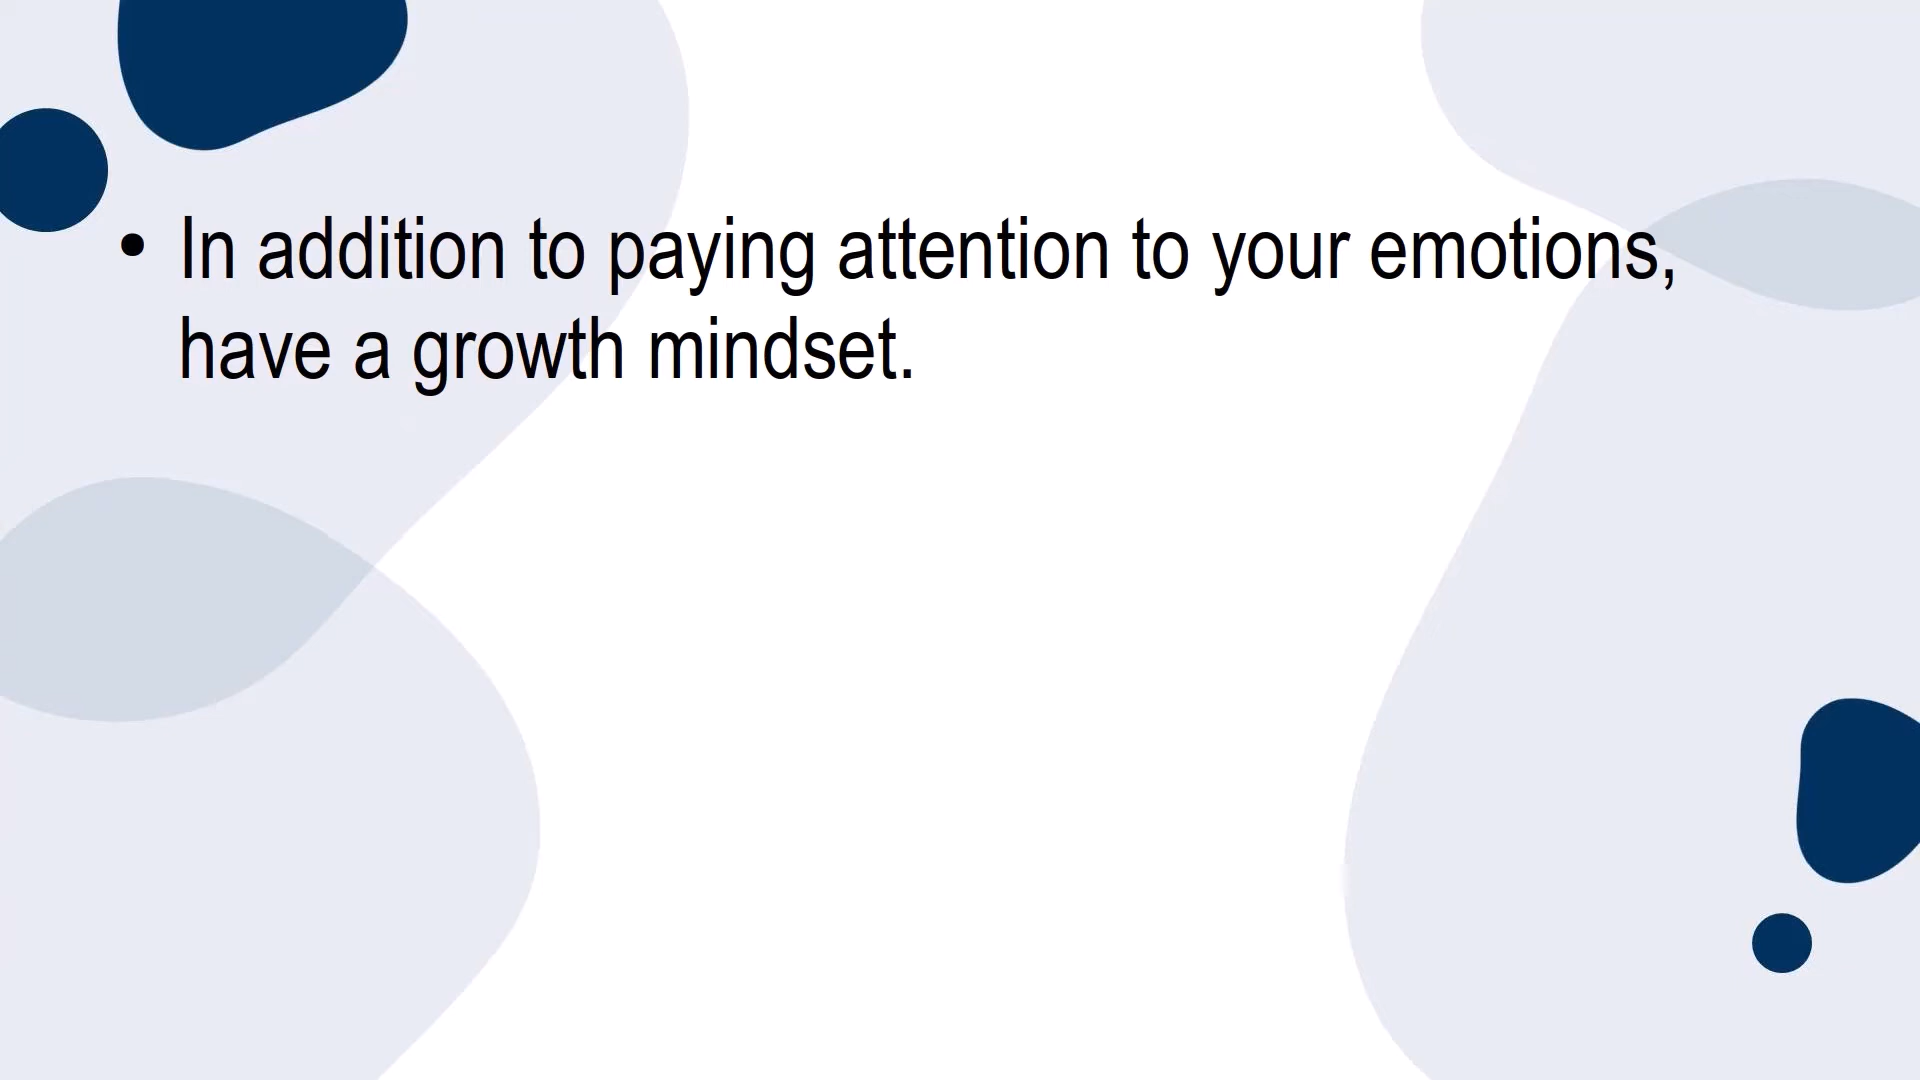 • In addition to paying attention to your emotions,
have a growth mindset.